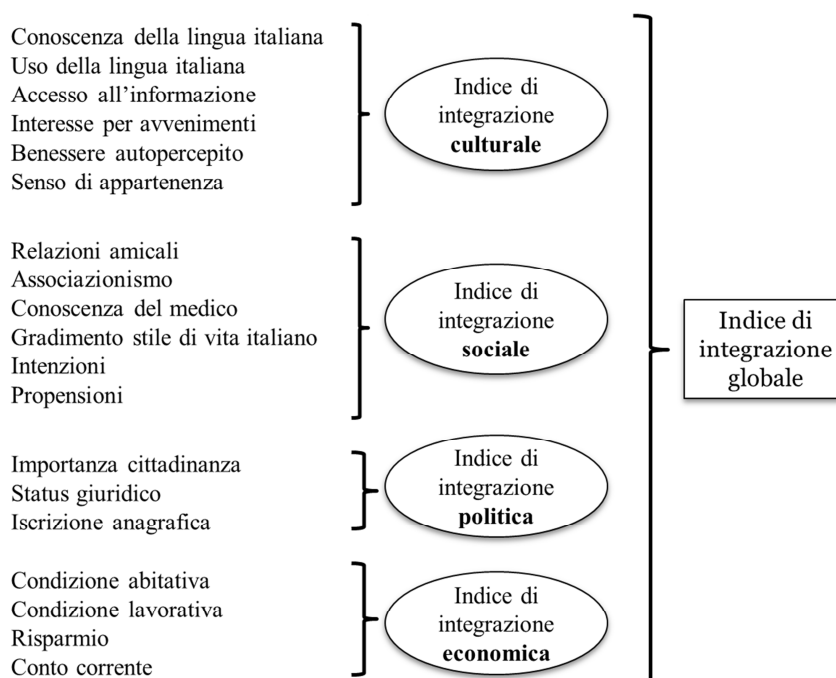 Conoscenza della lingua italiana
Uso della lingua italiana
Accesso all’informazione
Interesse per avvenimenti
Benessere autopercepito
Senso di appartenenza
Indice di
integrazione
culturale
Relazioni amicali
Associazionismo
Conoscenza del medico
Gradimento stile di vita italiano
Intenzioni
Propensioni
Indice di
integrazione
sociale
Importanza cittadinanza
Status giuridico
Iscrizione anagrafica
Indice di
integrazione
politica
Condizione abitativa
Condizione lavorativa
Risparmio
Conto corrente
Indice di
integrazione
economica
Indice di
integrazione
globale